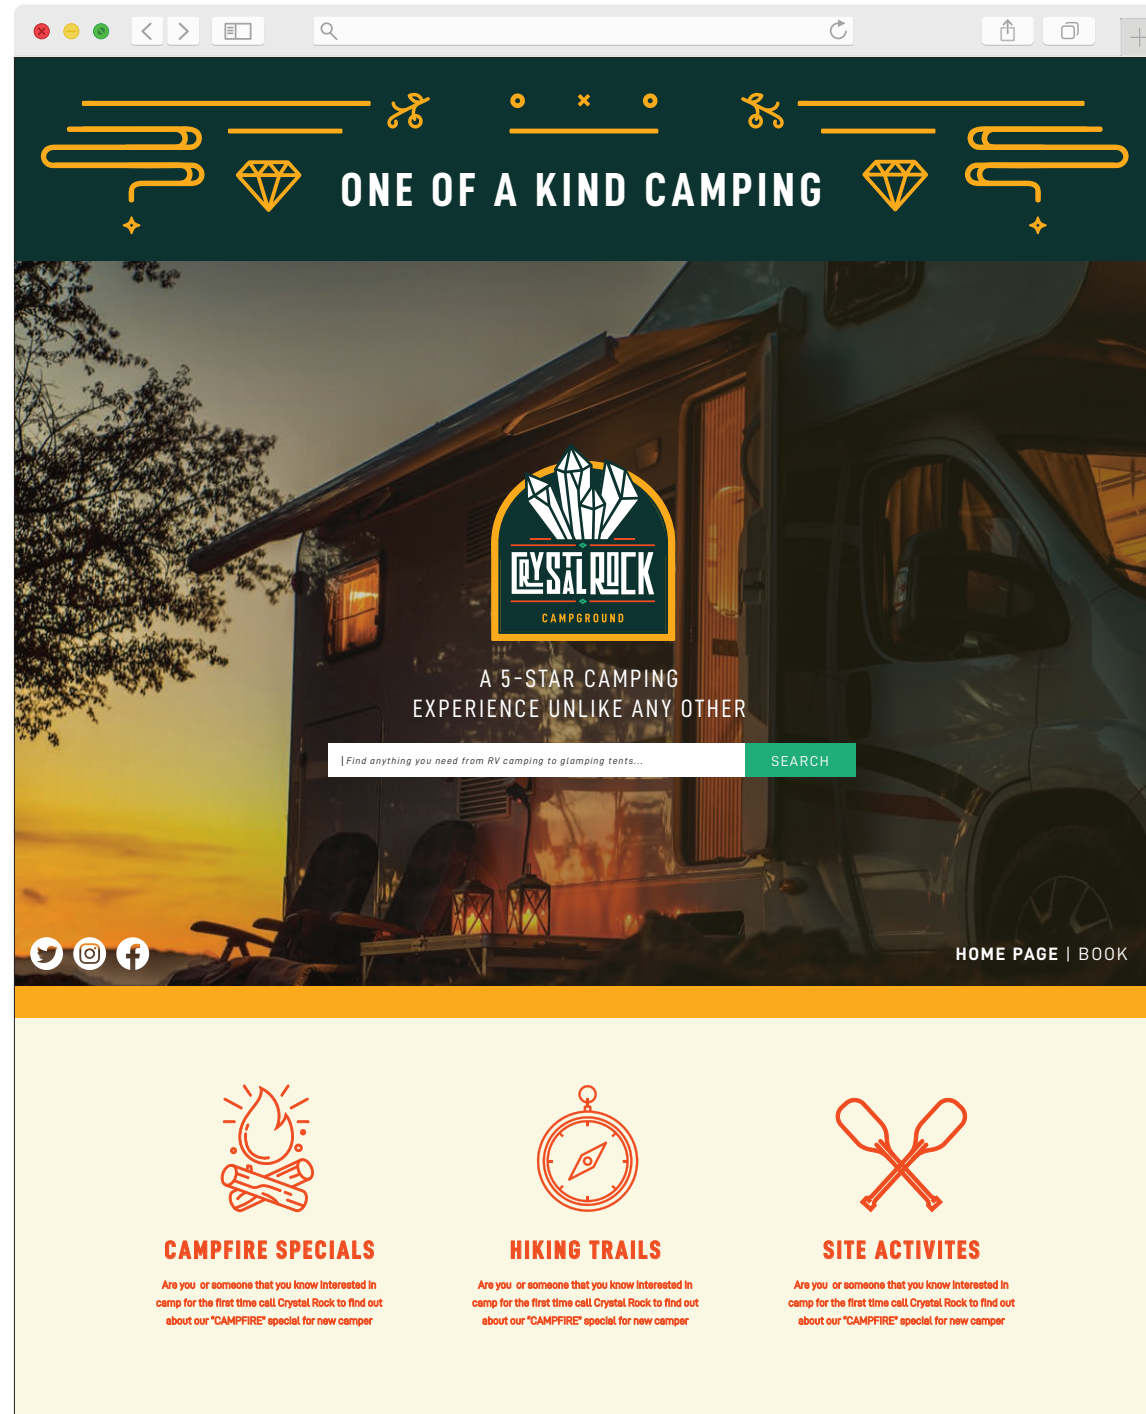 ONE OF A KIND CAMPING
CRYSTAL ROCK
CAMPGROUND
A 5-STAR CAMPING
EXPERIENCE UNLIKE ANY OTHER
Find anything you need from RV camping to glamping tents...
SEARCH
HOME PAGE | BOOK
CAMPFIRE SPECIALS
Are you or someone that you know interested in
camp for the first time call Crystal Rock to find out
about our "CAMPFIRE" special for new camper
HIKING TRAILS
Are you or someone that you know interested in
camp for the first time call Crystal Rock to find out
about our "CAMPFIRE" special for new camper
SITE ACTIVITES
Are you or someone that you know interested in
camp for the first time call Crystal Rock to find out
about our "CAMPFIRE" special for new camper